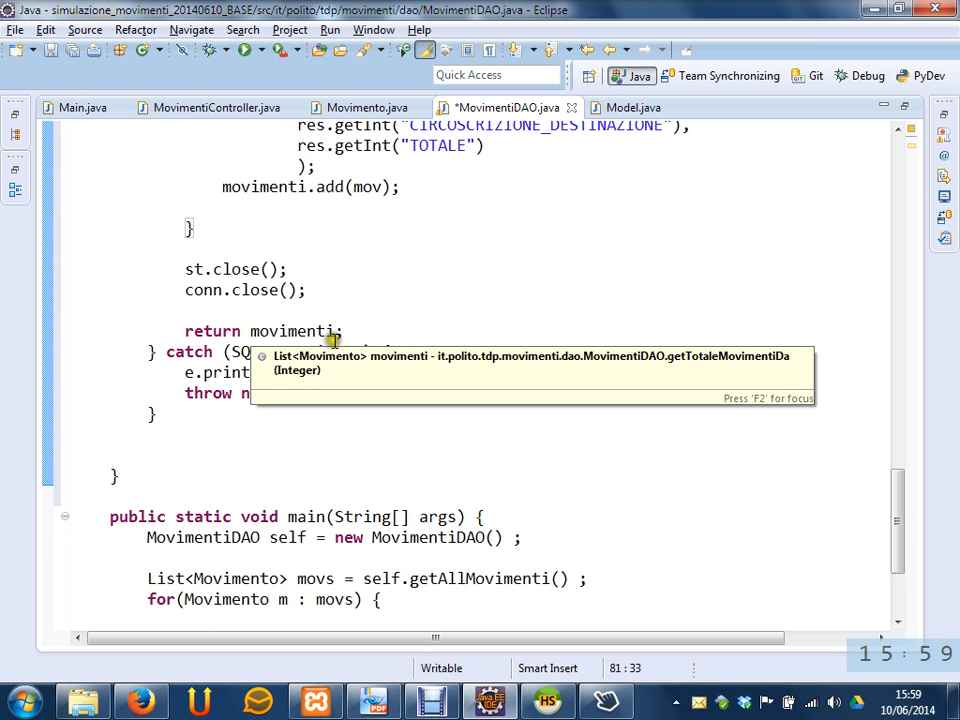 Java - simulazione_movimenti_20140610_BASE/src/it/polito/tdp/movimenti/dao/MovimentiDAO.java - Eclipse
File Edit Source Refactor Navigate Search Project Run Window Help
Quick Access
Java Team Synchronizing Git Debug PyDev
Main.java MovimentiController.java Movimento.java *MovimentiDAO.java Model.java
res.getInt("CIRCOSCRIZIONE_DESTINAZIONE"),
res.getInt("TOTALE")
);
movimenti.add(mov);
}
st.close();
conn.close();
return movimenti;
} catch (SQ
List<Movimento> movimenti - it.polito.tdp.movimenti.dao.MovimentiDAO.getTotaleMovimentiDa
(Integer)
e.print
throw n
Press 'F2' for focus
}
}
public static void main(String[] args) {
MovimentiDAO self = new MovimentiDAO() ;
List<Movimento> movs = self.getAllMovimenti() ;
for(Movimento m : movs) {
Writable Smart Insert 81 : 33
15:59
15:59
10/06/2014